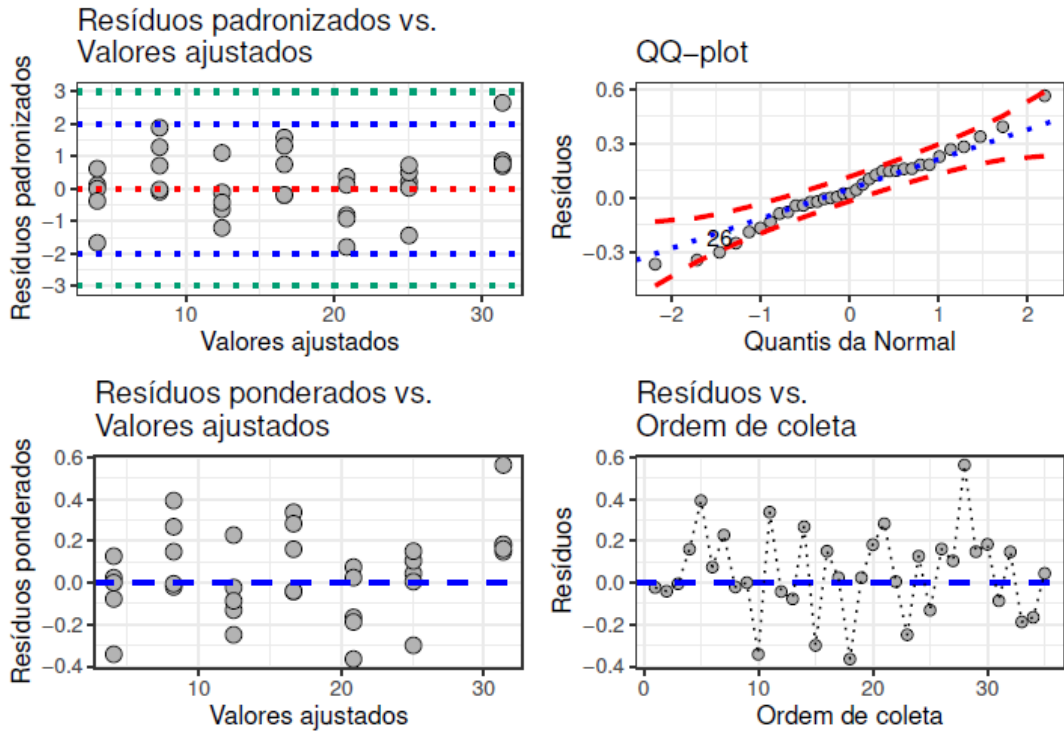 Resíduos padronizados vs.
Valores ajustados
Resíduos padronizados
3
2
1
0
−1
−2
−3
10
20
30
Valores ajustados
QQ−plot
Resíduos
0.6
0.3
0.0
−0.3
26
−2
−1
0
1
2
Quantis da Normal
Resíduos ponderados vs.
Valores ajustados
Resíduos ponderados
0.6
0.4
0.2
0.0
−0.2
−0.4
10
20
30
Valores ajustados
Resíduos vs.
Ordem de coleta
Resíduos
0.6
0.4
0.2
0.0
−0.2
−0.4
0
10
20
30
Ordem de coleta